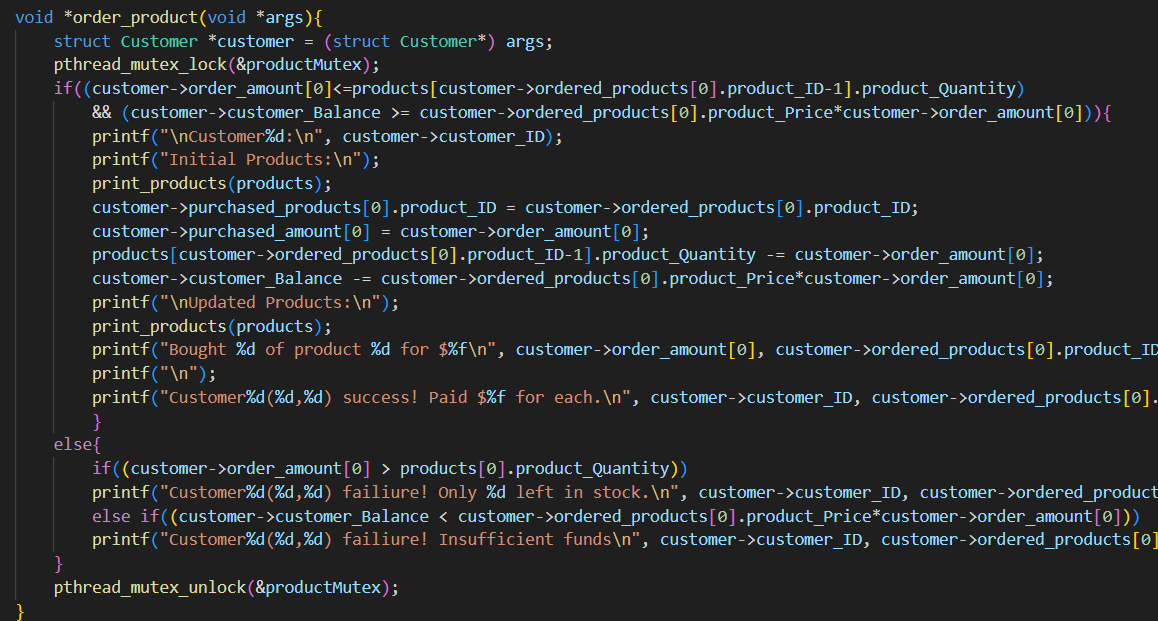 void *order_product(void *args){
struct Customer *customer = (struct Customer*) args;
pthread_mutex_lock(&productMutex);
if((customer->order_amount[0]<=products[customer->ordered_products[0].product_ID-1].product_Quantity)
&& (customer->customer_Balance >= customer->ordered_products[0].product_Price*customer->order_amount[0])){
printf("\nCustomer%d:\n", customer->customer_ID);
printf("Initial Products:\n");
print_products(products);
customer->purchased_products[0].product_ID = customer->ordered_products[0].product_ID;
customer->purchased_amount[0] = customer->order_amount[0];
products[customer->ordered_products[0].product_ID-1].product_Quantity -= customer->order_amount[0];
customer->customer_Balance -= customer->ordered_products[0].product_Price*customer->order_amount[0];
printf("\nUpdated Products:\n");
print_products(products);
printf("Bought %d of product %d for $%f\n", customer->order_amount[0], customer->ordered_products[0].product_ID
printf("\n");
printf("Customer%d(%d,%d) success! Paid $%f for each.\n", customer->customer_ID, customer->ordered_products[0].
}
else{
if((customer->order_amount[0] > products[0].product_Quantity))
printf("Customer%d(%d,%d) failiure! Only %d left in stock.\n", customer->customer_ID, customer->ordered_product
else if((customer->customer_Balance < customer->ordered_products[0].product_Price*customer->order_amount[0]))
printf("Customer%d(%d,%d) failiure! Insufficient funds\n", customer->customer_ID, customer->ordered_products[0]
}
pthread_mutex_unlock(&productMutex);
}